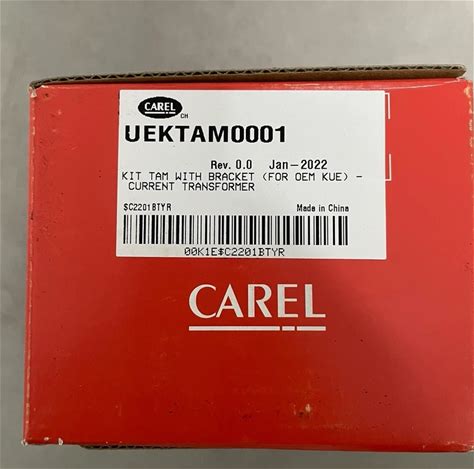 CAREL
CH
UEKTAM0001
Rev. 0.0 Jan-2022
KIT TAM WITH BRACKET (FOR OEM KUE) -
CURRENT TRANSFORMER
$C2201BTYR Made in China
00K1E$C2201BTYR
CAREL